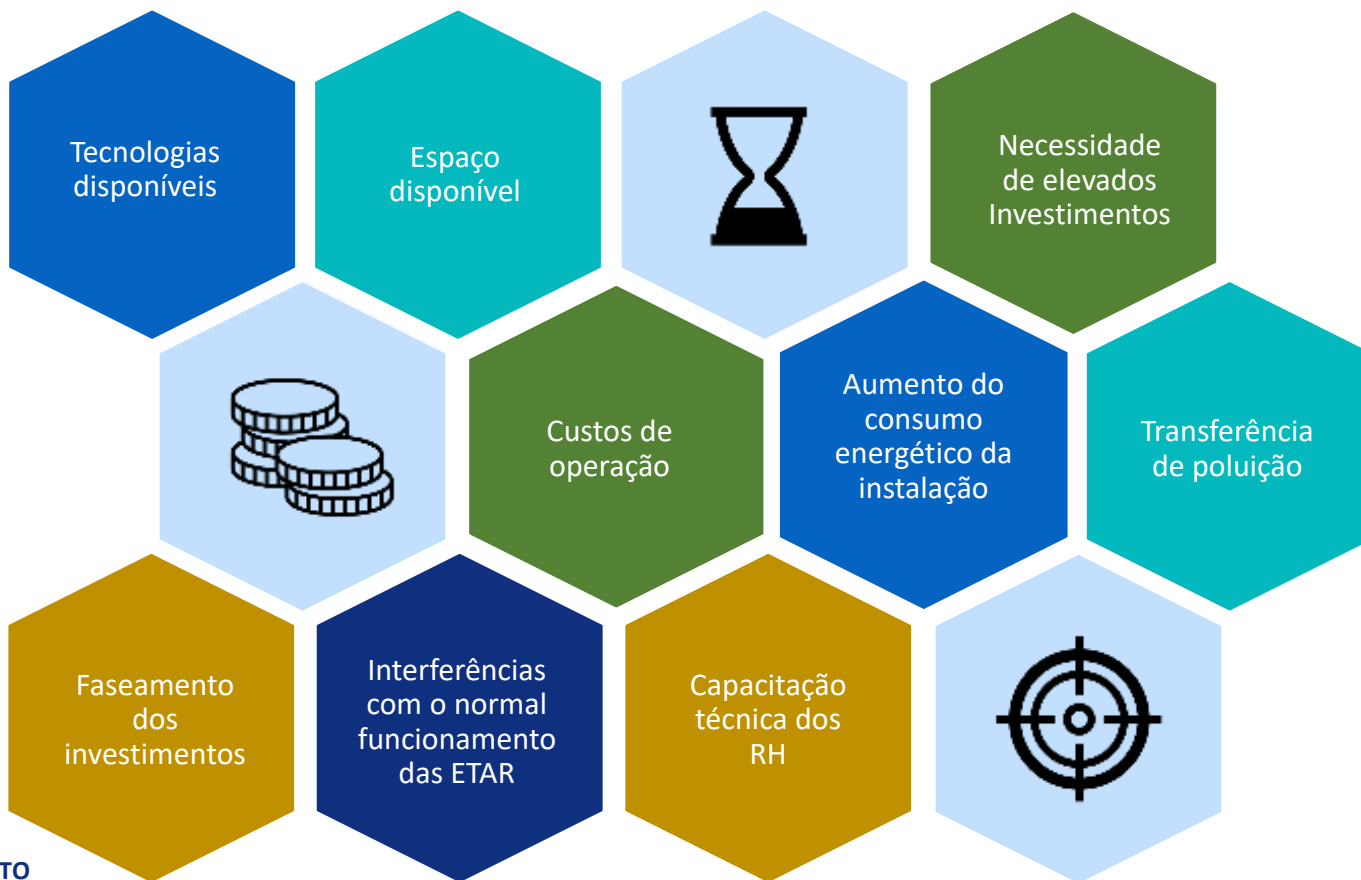 Tecnologias
disponíveis
Espaço
disponível
Necessidade
de elevados
Investimentos
Custos de
operação
Aumento do
consumo
energético da
instalação
Transferência
de poluição
Faseamento
dos
investimentos
Interferências
com o normal
funcionamento
das ETAR
Capacitação
técnica dos
RH
TO